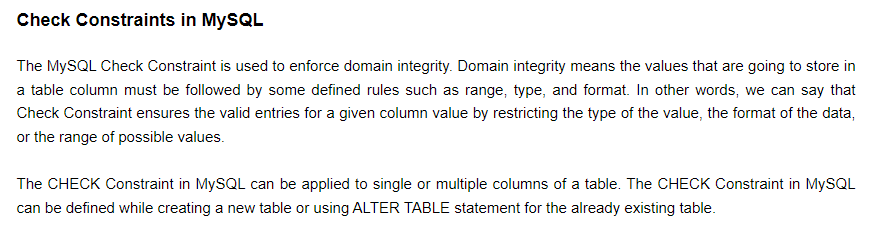 Check Constraints in MySQL
The MySQL Check Constraint is used to enforce domain integrity. Domain integrity means the values that are going to store in
a table column must be followed by some defined rules such as range, type, and format. In other words, we can say that
Check Constraint ensures the valid entries for a given column value by restricting the type of the value, the format of the data,
or the range of possible values.
The CHECK Constraint in MySQL can be applied to single or multiple columns of a table. The CHECK Constraint in MySQL
can be defined while creating a new table or using ALTER TABLE statement for the already existing table.